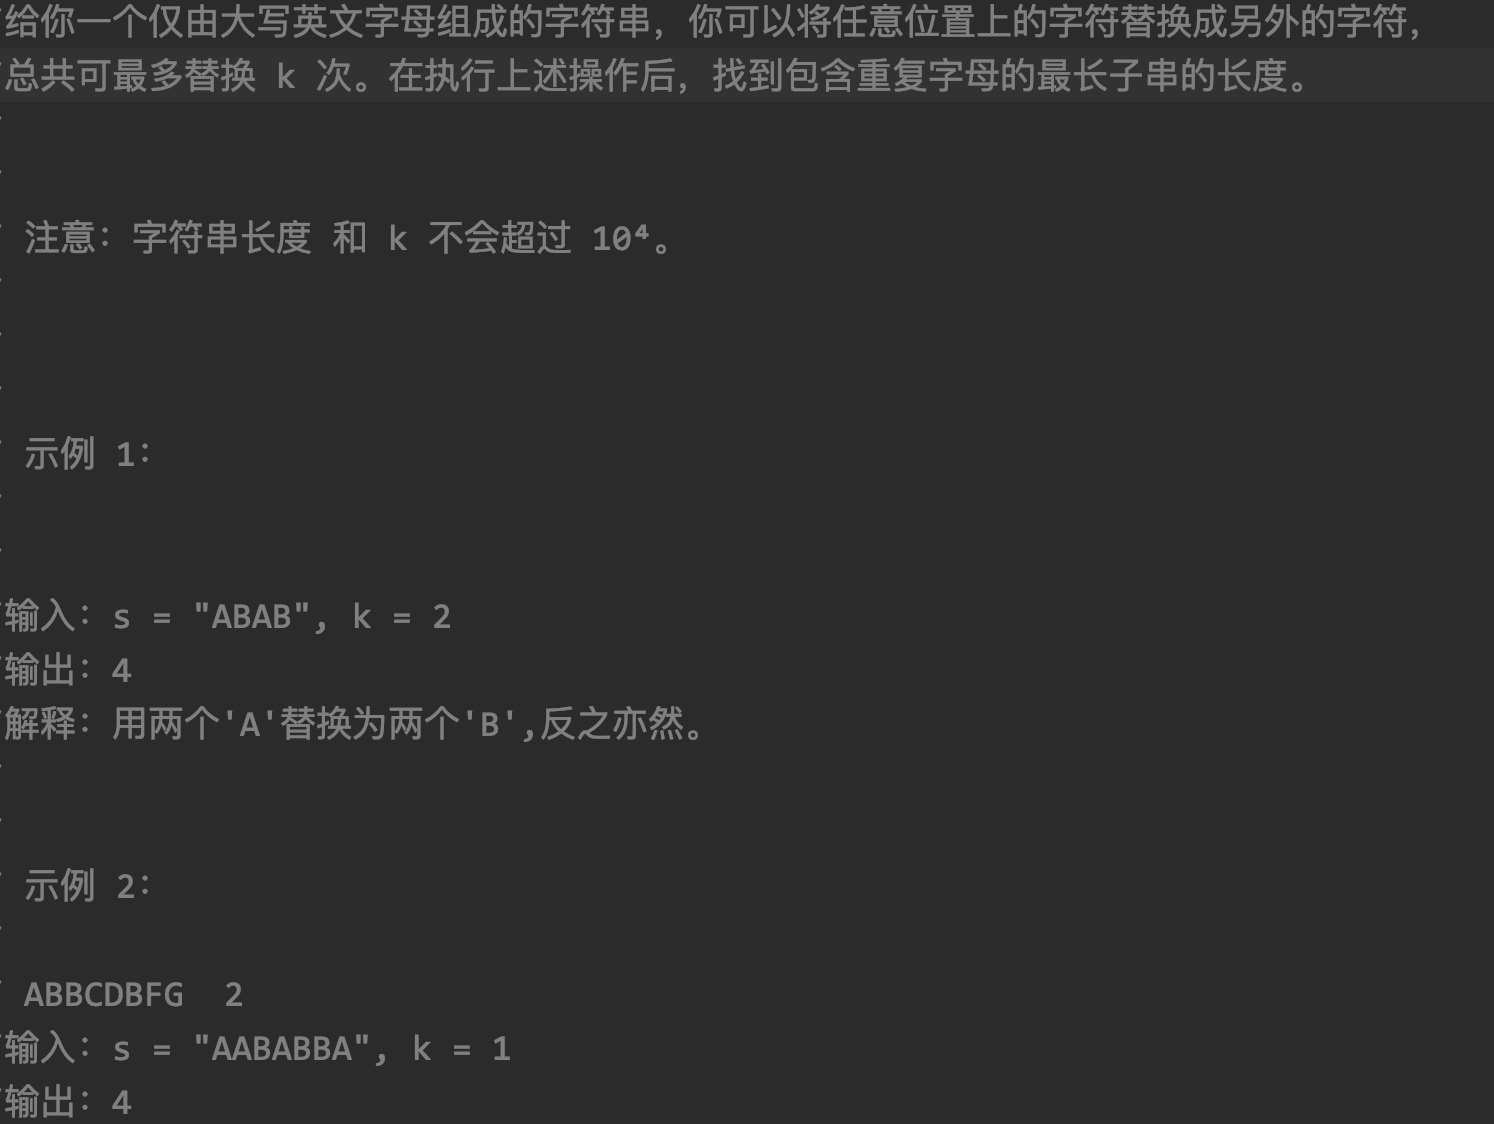 给你一个仅由大写英文字母组成的字符串，你可以将任意位置上的字符替换成另外的字符，
总共可最多替换 k 次。在执行上述操作后，找到包含重复字母的最长子串的长度。
注意：字符串长度 和 k 不会超过 10⁴。
示例 1：
输入：s = "ABAB", k = 2
输出：4
解释：用两个'A'替换为两个'B',反之亦然。
示例 2：
ABBCDBFG  2
输入：s = "AABABBA", k = 1
输出：4